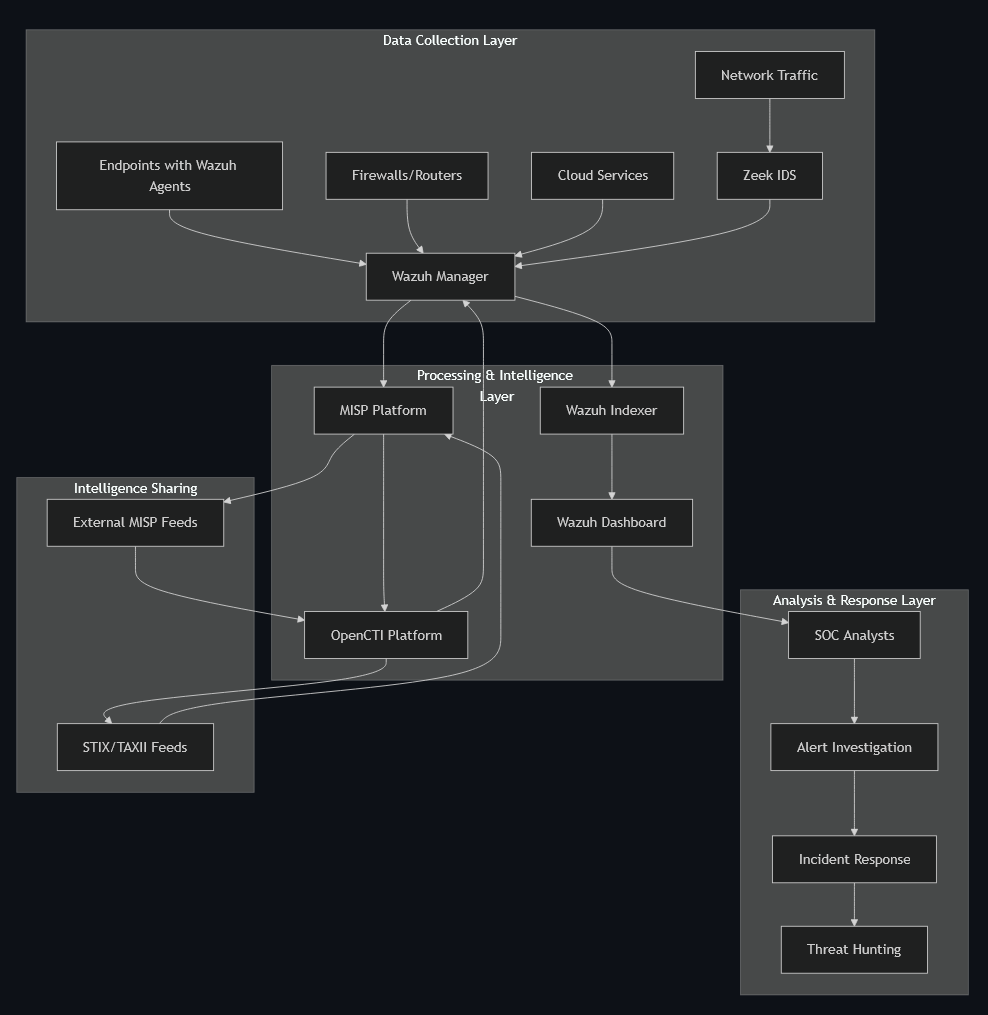 Data Collection Layer
Network Traffic
Endpoints with Wazuh
Agents
Firewalls/Routers
Cloud Services
Zeek IDS
Wazuh Manager
Processing & Intelligence
Layer
MISP Platform
Wazuh Indexer
Intelligence Sharing
External MISP Feeds
Wazuh Dashboard
Analysis & Response Layer
OpenCTI Platform
SOC Analysts
STIX/TAXII Feeds
Alert Investigation
Incident Response
Threat Hunting